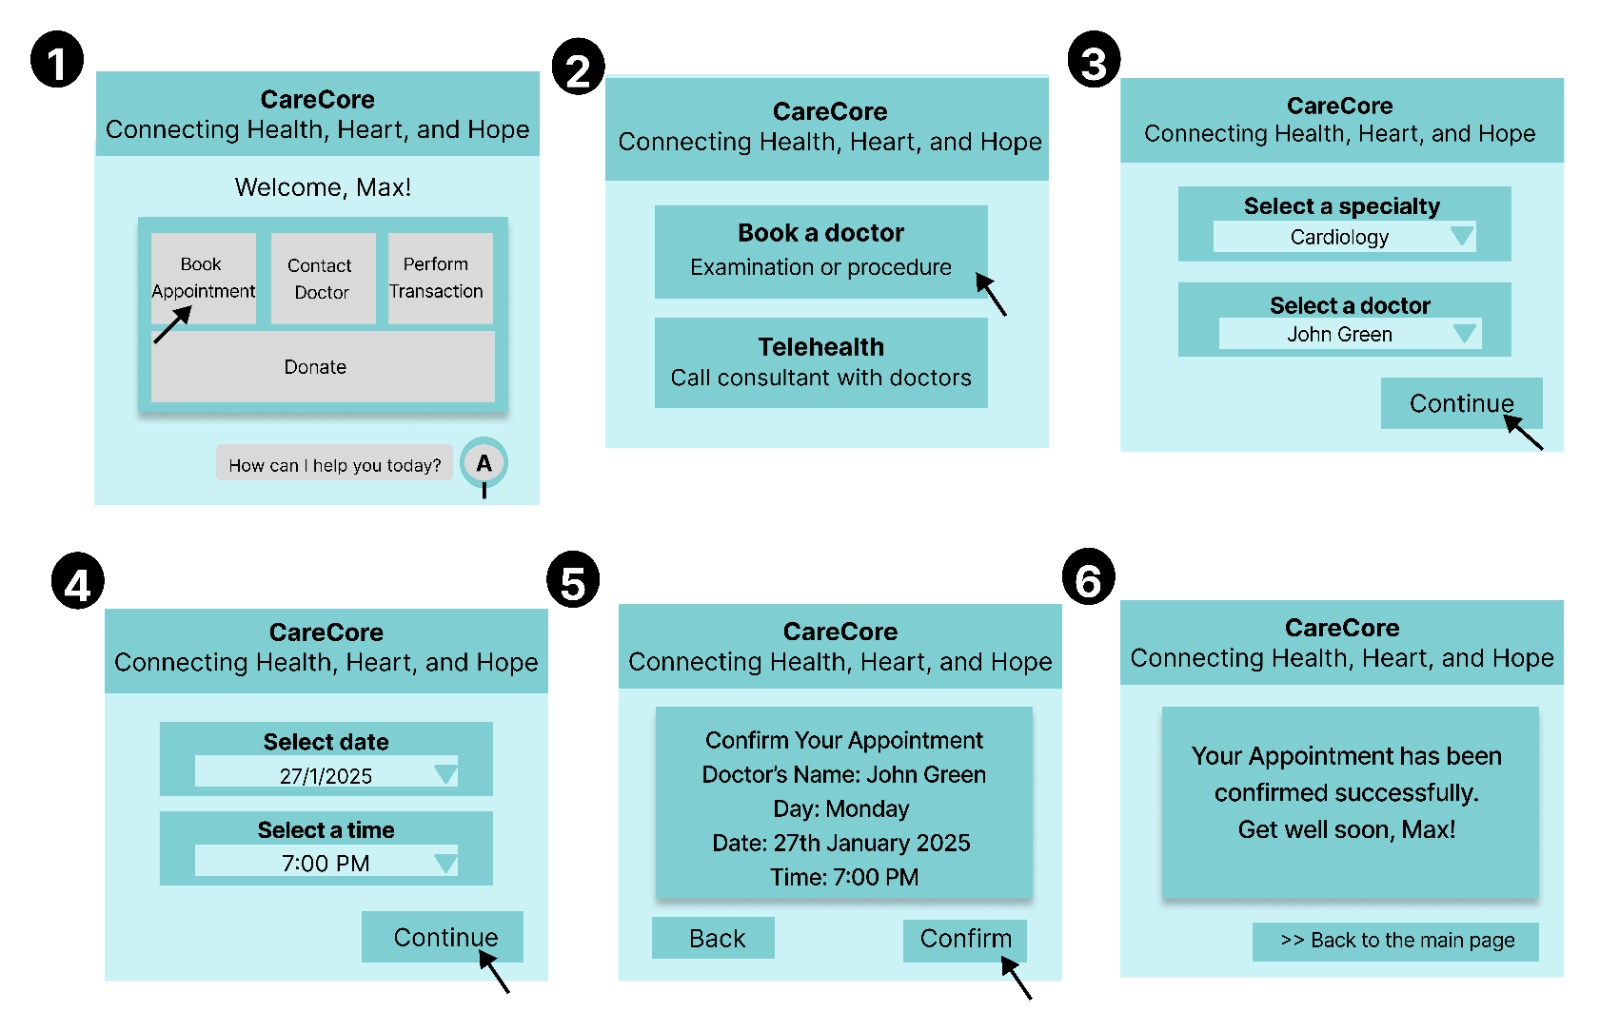 1
CareCore
Connecting Health, Heart, and Hope
Welcome, Max!
Book
Appointment
Contact
Doctor
Perform
Transaction
Donate
How can I help you today?
A
2
CareCore
Connecting Health, Heart, and Hope
Book a doctor
Examination or procedure
Telehealth
Call consultant with doctors
3
CareCore
Connecting Health, Heart, and Hope
Select a specialty
Cardiology
Select a doctor
John Green
Continue
4
CareCore
Connecting Health, Heart, and Hope
Select date
27/1/2025
Select a time
7:00 PM
Continue
5
CareCore
Connecting Health, Heart, and Hope
Confirm Your Appointment
Doctor's Name: John Green
Day: Monday
Date: 27th January 2025
Time: 7:00 PM
Back
Confirm
6
CareCore
Connecting Health, Heart, and Hope
Your Appointment has been
confirmed successfully.
Get well soon, Max!
>> Back to the main page